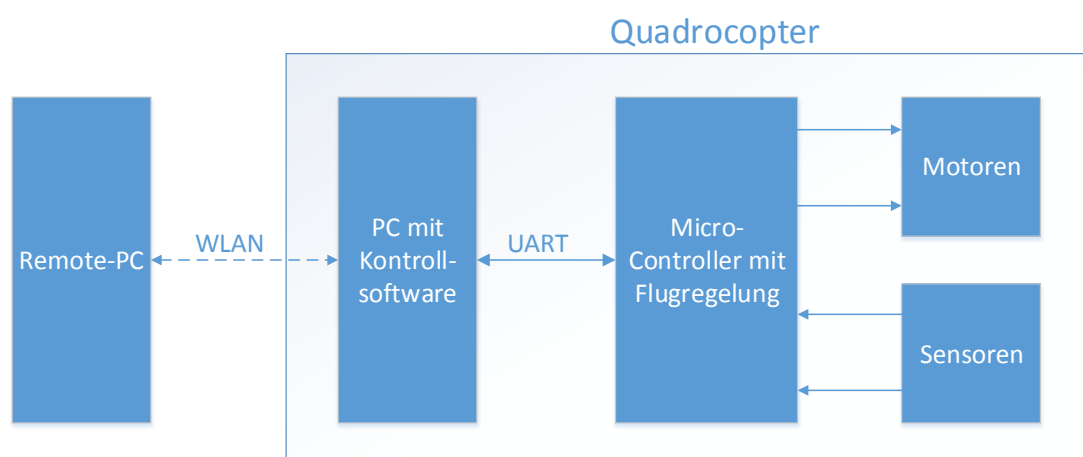 Quadrocopter
Remote-PC
WLAN
PC mit
Kontroll-
software
UART
Micro-
Controller mit
Flugregelung
Motoren
Sensoren